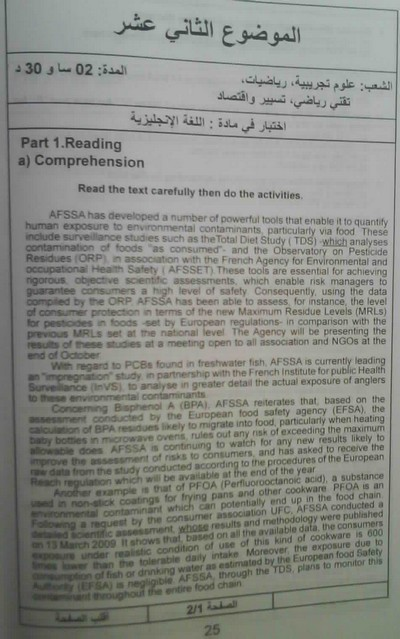 الموضوع الثاني عشر
الشعب: علوم تجريبية، رياضيات،
المدة: 02 سا و 30 د
تقني رياضي، تسيير واقتصاد
اختبار في مادة : اللغة الإنجليزية
Part 1.Reading
a) Comprehension
Read the text carefully then do the activities.
AFSSA has developed a number of powerful tools that enable it to quantify
human exposure to environmental contaminants, particularly via food. These
include surveillance studies such as theTotal Diet Study ( TDS) -which analyses
contamination of foods "as consumed"- and the Observatory on Pesticide
Residues (ORP), in association with the French Agency for Environmental and
occupational Health Safety ( AFSSET) These tools are essential for achieving
rigorous, objective scientific assessments, which enable risk managers to
guarantee consumers a high level of safety. Consequently, using the data
compiled by the ORP, AFSSA has been able to assess, for instance, the level
of consumer protection in terms of the new Maximum Residue Levels (MRLs)
for pesticides in foods -set by European regulations- in comparison with the
previous MRLs set at the national level. The Agency will be presenting the
results of these studies at a meeting open to all association and NGOs at the
end of October.
With regard to PCBs found in freshwater fish, AFSSA is currently leading
an "impregnation" study, in partnership with the French Institute for public Health
Surveillance (InVS), to analyse in greater detail the actual exposure of anglers
to these environmental contaminants.
Concerning Bisphenol A (BPA), AFSSA reiterates that, based on the
assessment conducted by the European food safety agency (EFSA), the
calculation of BPA residues likely to migrate into food, particularly when heating
baby bottles in microwave ovens, rules out any risk of exceeding the maximum
allowable does. AFSSA is continuing to watch for any new results likely to
improve the assessment of risks to consumers, and has asked to receive the
raw data from the study conducted according to the procedures of the European
Reach regulation which will be available at the end of the year.
Another example is that of PFOA (Perfluorooctanoic acid), a substance
used in non-stick coatings for frying pans and other cookware. PFOA is an
environmental contaminant which can potentially end up in the food chain.
Following a request by the consumer association UFC, AFSSA conducted a
detailed scientific assessment, whose results and methodology were published
on 13 March 2009. It shows that, based on all the available data, the consumers
exposure under realistic condition of use of this kind of cookware is 600
times lower than the tolerable daily intake. Moreover, the exposure due to
consumption of fish or drinking water as estimated by the European food Safety
Authority (EFSA) is negligible. AFSSA, through the TDS, plans to monitor this
contaminant throughout the entire food chain.
الصفحة 2/1
اقلب الصفحة
25